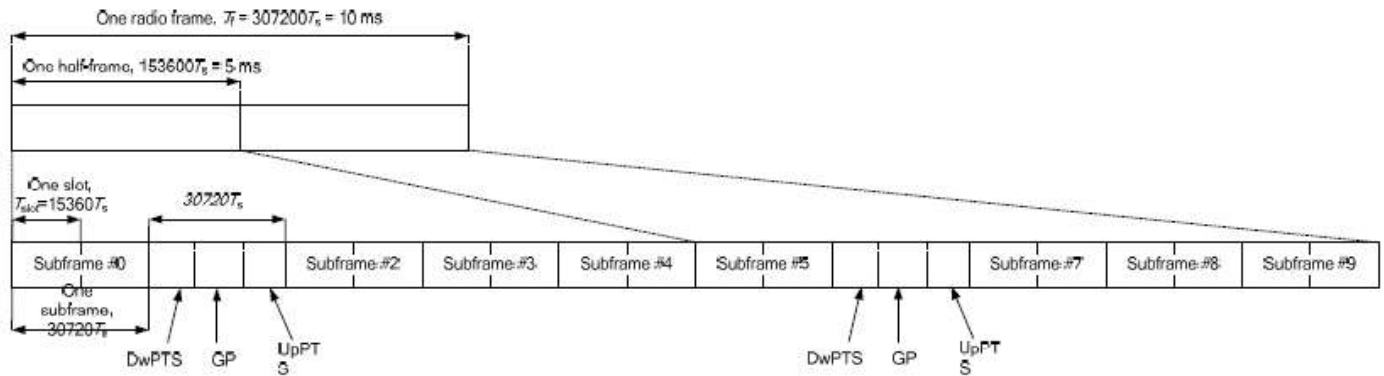 One radio frame, Tf = 307200Ts = 10 ms
One half-frame, 153600Ts = 5 ms
One slot,
Tslot=15360Ts
30720Ts
Subframe #0
Subframe #2
Subframe #3
Subframe #4
Subframe #5
Subframe #7
Subframe #8
Subframe #9
One
subframe,
30720Ts
DwPTS
GP
UpPT
S
DwPTS
GP
UpPT
S